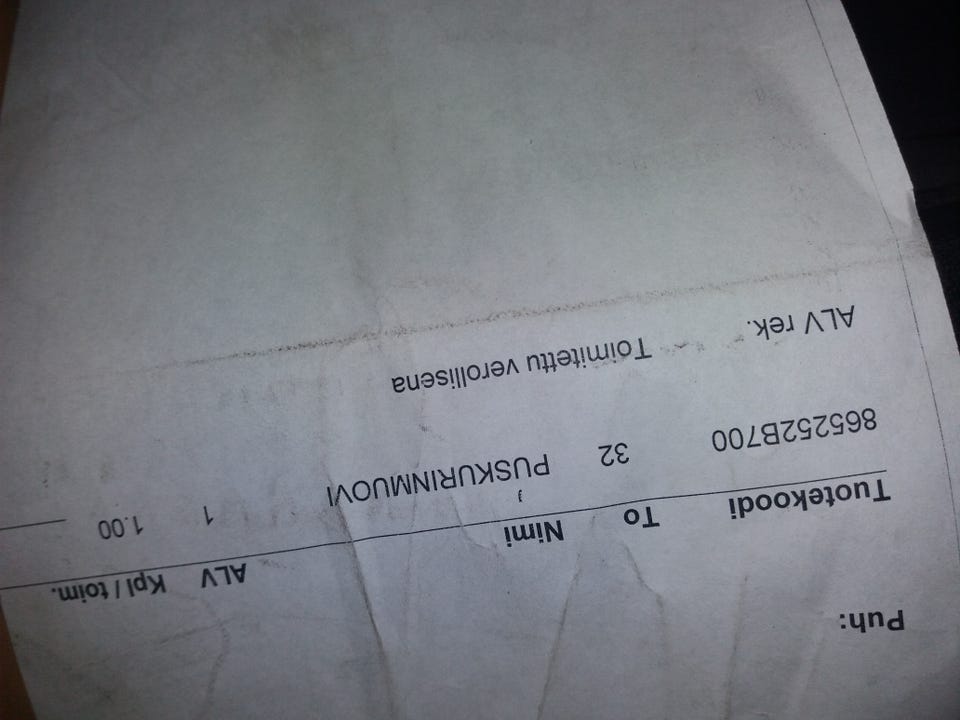 Puh:
Tuotekoodi To Nimi ALV Kpl / toim.
865252B700 32 PUSKURINMUOVI 1 1.00
ALV rek. Toimitettu verollisena